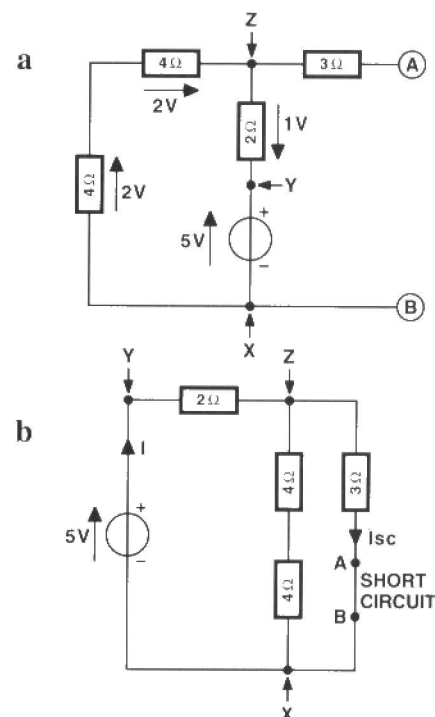 a
Z
4Ω
3Ω
A
2V
2Ω
1V
4Ω
2V
Y
5V
+
−
B
X
b
Y
Z
2Ω
I
4Ω
3Ω
Isc
5V
+
−
A
SHORT
CIRCUIT
4Ω
B
X